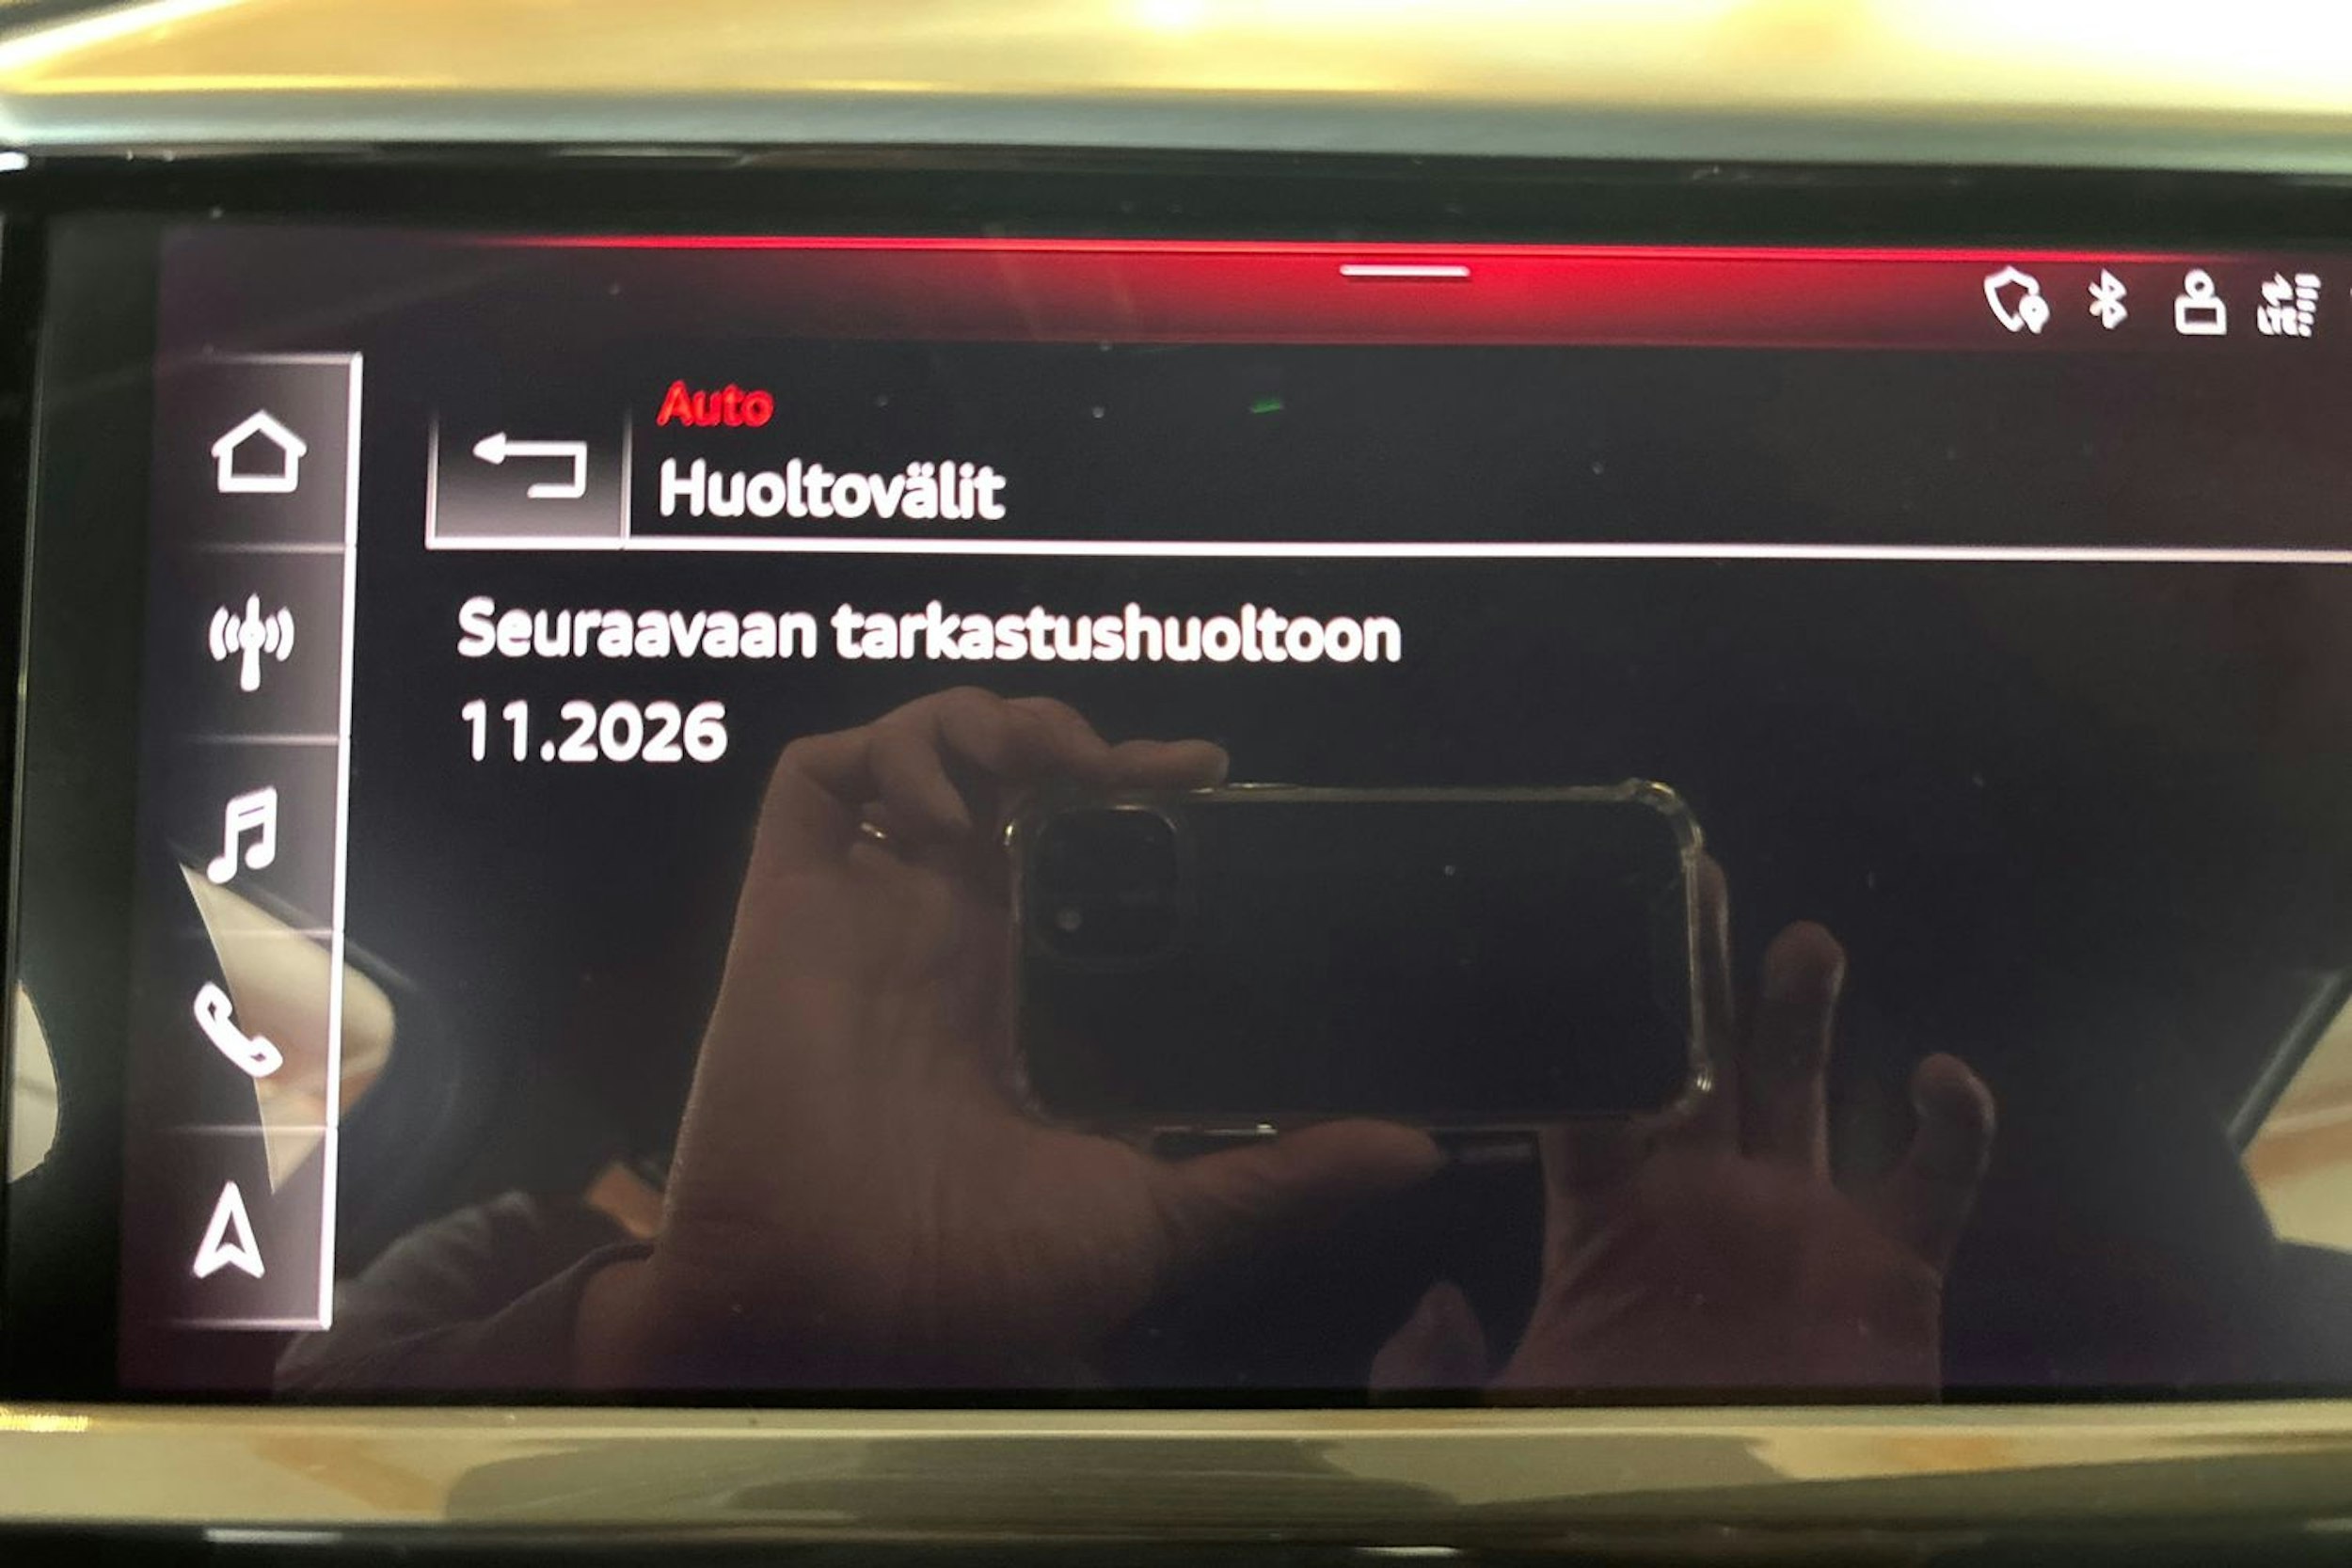 Auto
Huoltovälit
Seuraavaan tarkastushuoltoon
11.2026